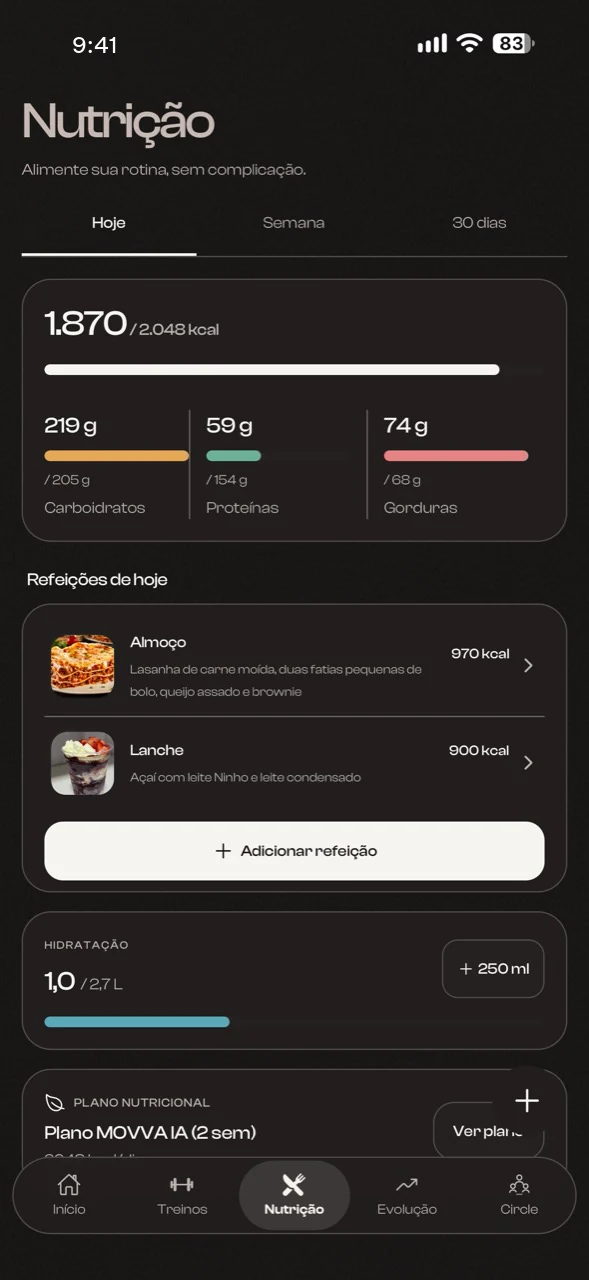 9:41
83
Nutrição
Alimente sua rotina, sem complicação.
Hoje
Semana
30 dias
1.870 / 2.048 kcal
219 g
59 g
74 g
/ 205 g
/ 154 g
/ 68 g
Carboidratos
Proteínas
Gorduras
Refeições de hoje
Almoço
970 kcal
Lasanha de carne moída, duas fatias pequenas de
bolo, queijo assado e brownie
Lanche
900 kcal
Açaí com leite Ninho e leite condensado
+ Adicionar refeição
HIDRATAÇÃO
1,0 / 2,7 L
+ 250 ml
PLANO NUTRICIONAL
Plano MOVVA IA (2 sem)
Ver
Início
Treinos
Nutrição
Evolução
Circle